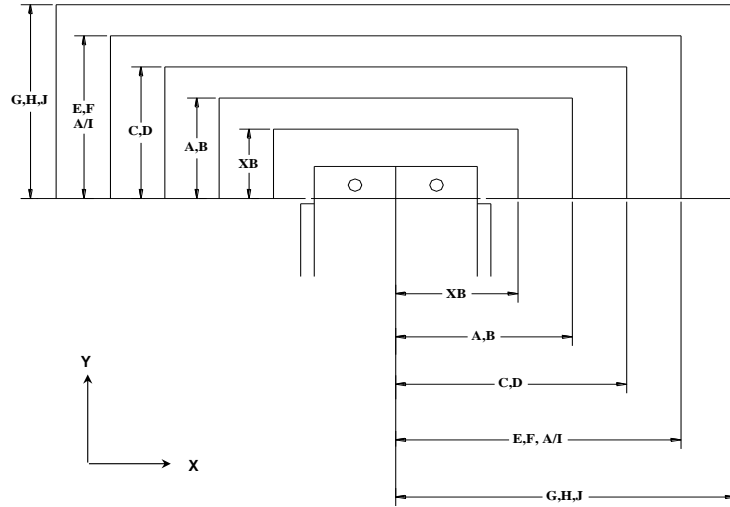 G,H,J
E,F
A/I
C,D
A,B
XB
XB
A,B
C,D
E,F, A/I
G,H,J
Y
X